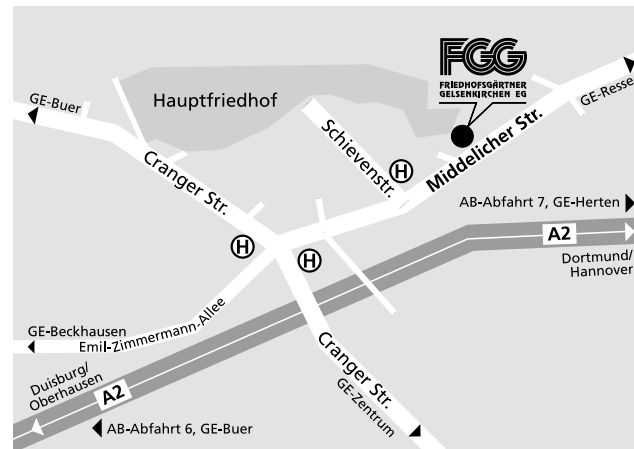 FGG
FRIEDHOFSGÄRTNER
GELSENKIRCHEN EG
GE-Buer
Hauptfriedhof
GE-Resse
Schievenstr.
H
Middelicher Str.
Cranger Str.
AB-Abfahrt 7, GE-Herten
H
H
A2
Dortmund/
Hannover
GE-Beckhausen
Emil-Zimmermann-Allee
Cranger Str.
GE-Zentrum
Duisburg/
Oberhausen
A2
AB-Abfahrt 6, GE-Buer